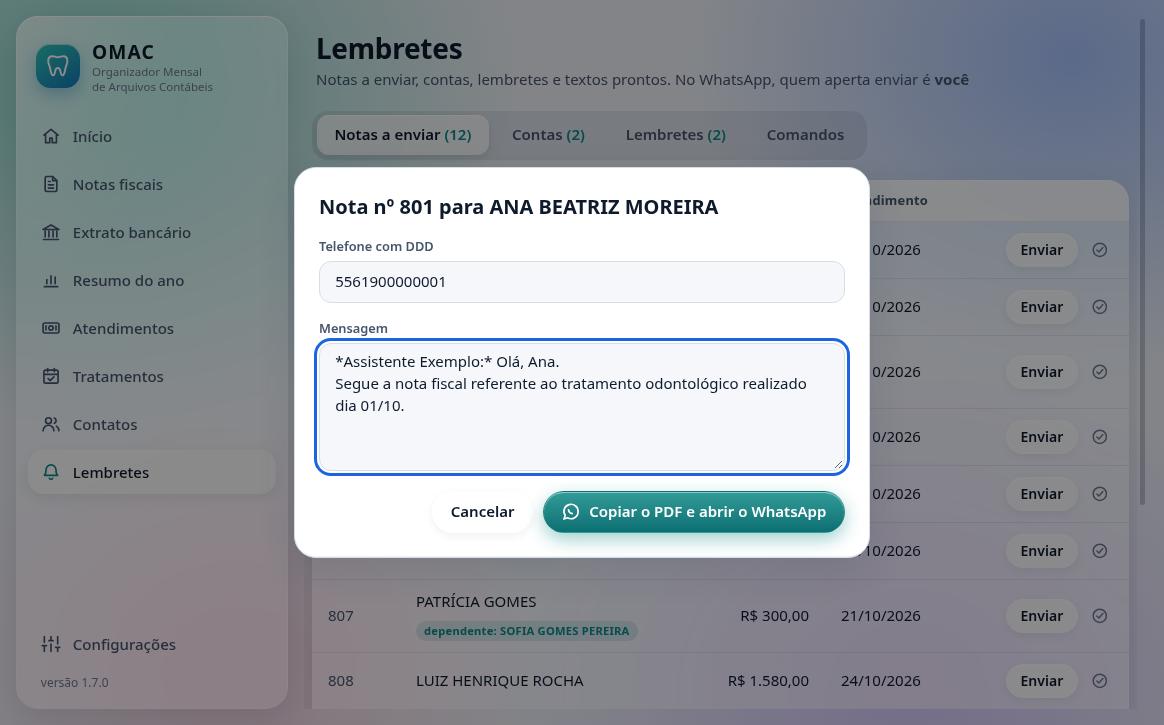 OMAC
Organizador Mensal
de Arquivos Contábeis
Início
Notas fiscais
Extrato bancário
Resumo do ano
Atendimentos
Tratamentos
Contatos
Lembretes
Configurações
versão 1.7.0
Lembretes
Notas a enviar, contas, lembretes e textos prontos. No WhatsApp, quem aperta enviar é você
Notas a enviar (12)
Contas (2)
Lembretes (2)
Comandos
Nota nº 801 para ANA BEATRIZ MOREIRA
Telefone com DDD
5561900000001
Mensagem
*Assistente Exemplo:* Olá, Ana.
Segue a nota fiscal referente ao tratamento odontológico realizado
dia 01/10.
Cancelar
Copiar o PDF e abrir o WhatsApp
Enviar
Enviar
Enviar
Enviar
Enviar
Enviar
807 PATRÍCIA GOMES R$ 300,00 21/10/2026 Enviar
dependente: SOFIA GOMES PEREIRA
808 LUIZ HENRIQUE ROCHA R$ 1.580,00 24/10/2026 Enviar